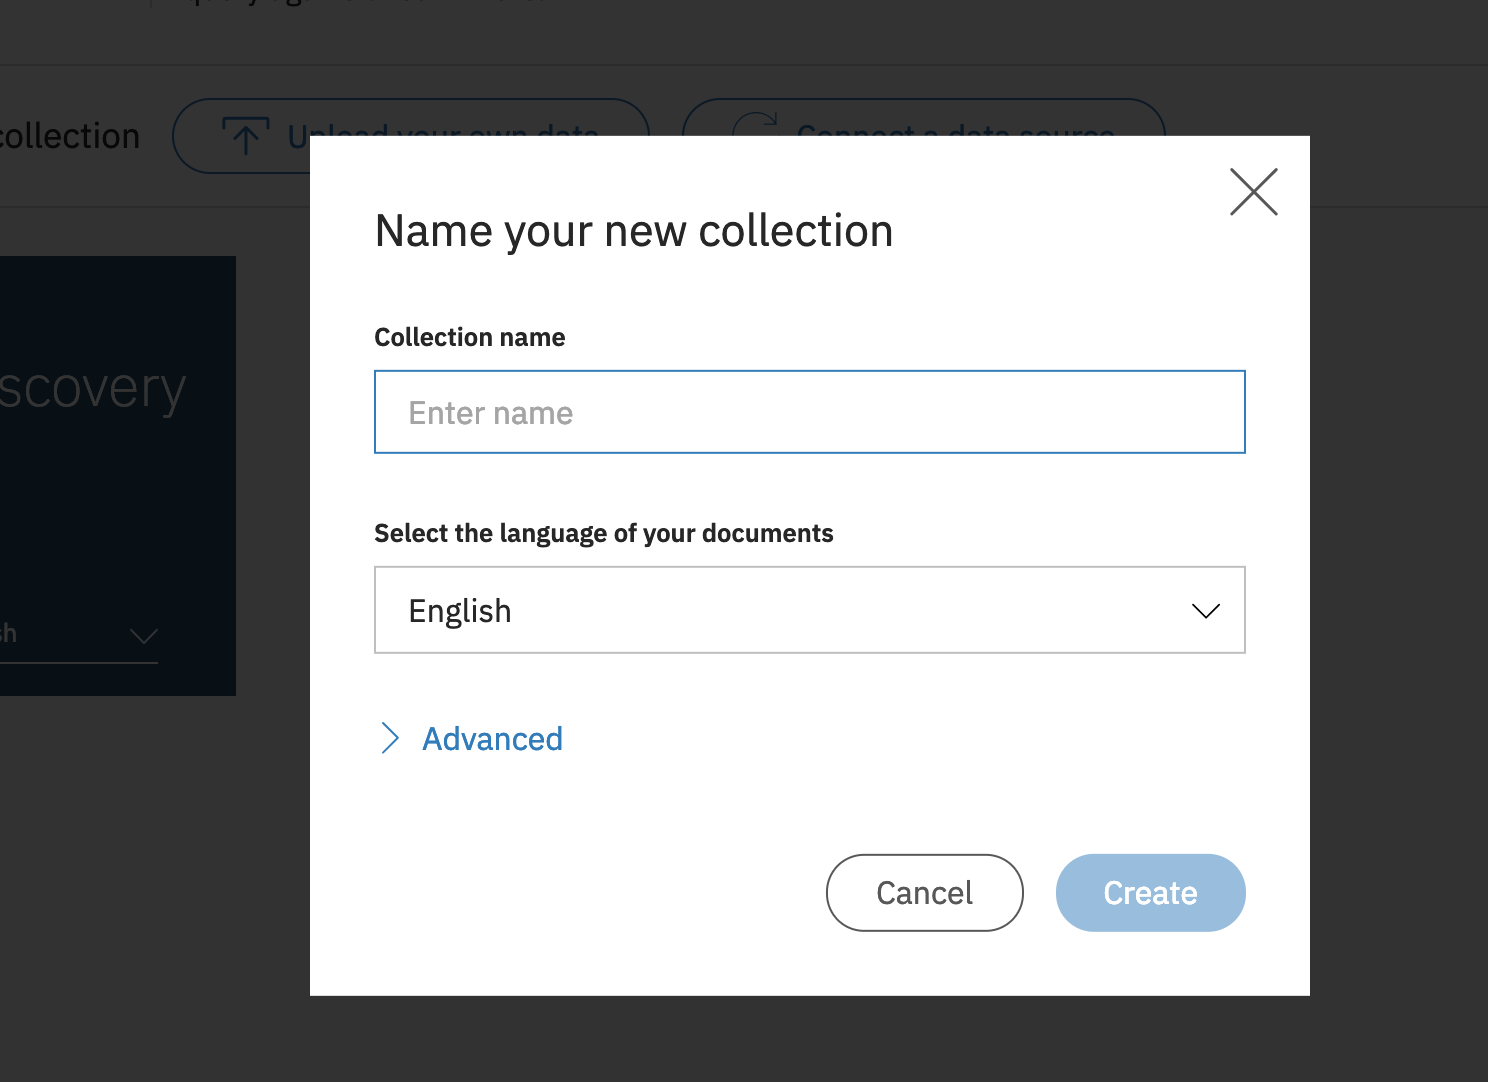 collection
Upload your own data
Connect a data source
Name your new collection
Collection name
Enter name
scovery
Select the language of your documents
English
sh
Advanced
Cancel
Create